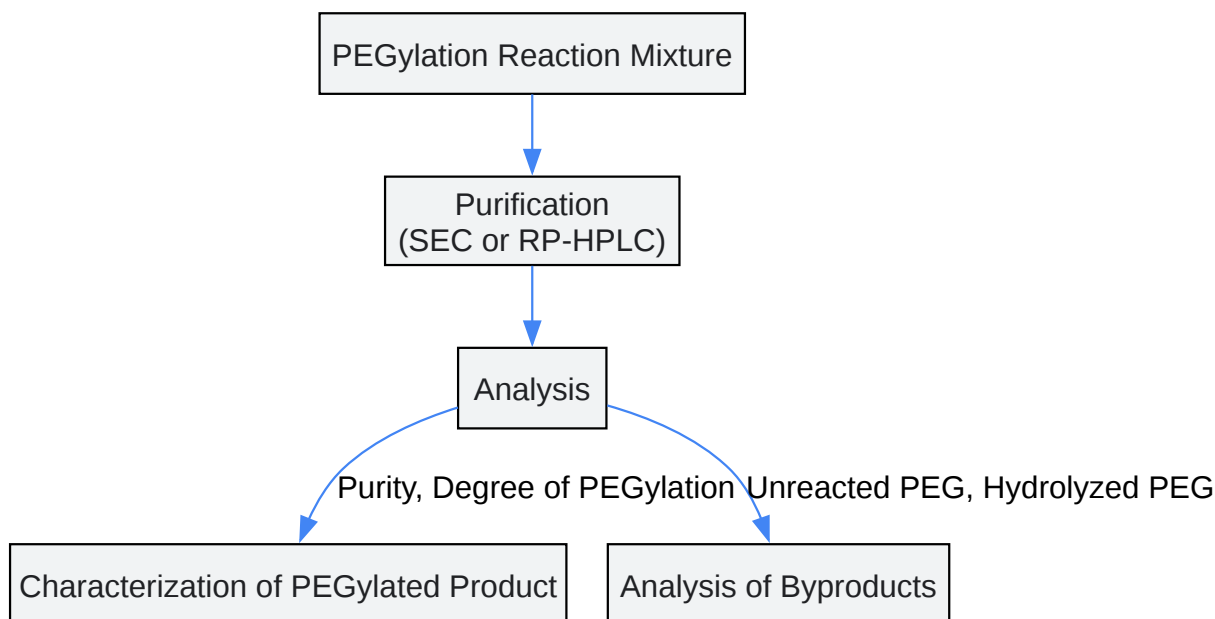 PEGylation Reaction Mixture
Purification
(SEC or RP-HPLC)
Analysis
Purity, Degree of PEGylation
Unreacted PEG, Hydrolyzed PEG
Characterization of PEGylated Product
Analysis of Byproducts